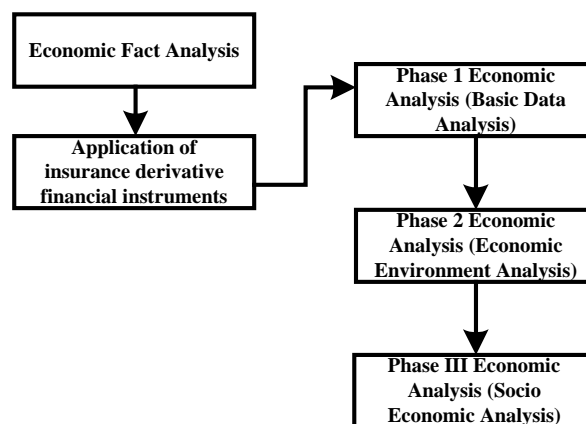 Economic Fact Analysis
Application of
insurance derivative
financial instruments
Phase 1 Economic
Analysis (Basic Data
Analysis)
Phase 2 Economic
Analysis (Economic
Environment Analysis)
Phase III Economic
Analysis (Socio
Economic Analysis)